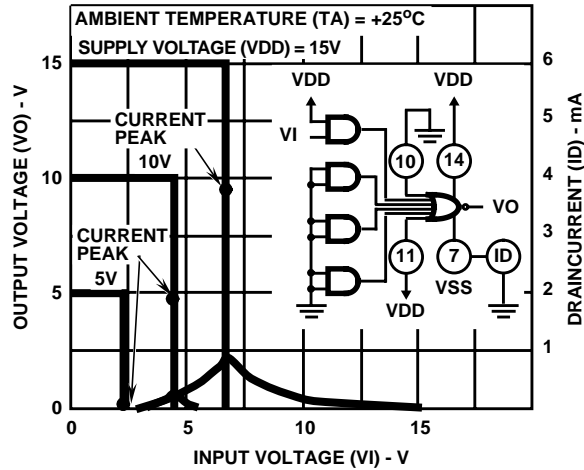 AMBIENT TEMPERATURE (TA) = +25°C
SUPPLY VOLTAGE (VDD) = 15V
15
10
5
0
OUTPUT VOLTAGE (VO) - V
CURRENT
PEAK
10V
CURRENT
PEAK
5V
VDD
VI
10
14
VDD
VO
11
7
ID
VSS
VDD
6
5
4
3
2
1
0
DRAINCURRENT (ID) - mA
0
5
10
15
INPUT VOLTAGE (VI) - V